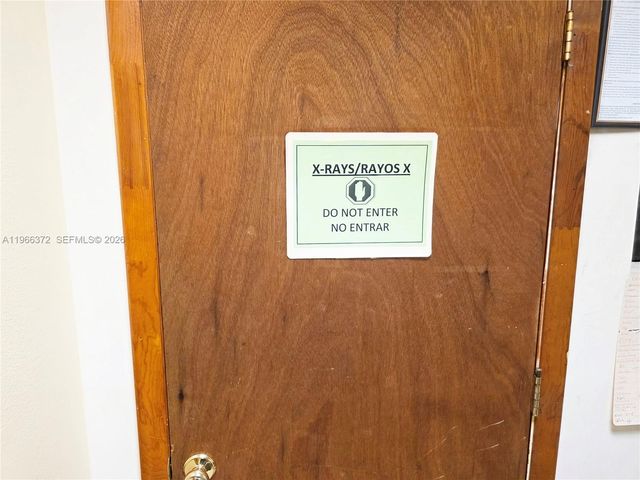 X-RAYS/RAYOS X
DO NOT ENTER
NO ENTRAR
A11966372 SEFMLS© 2026